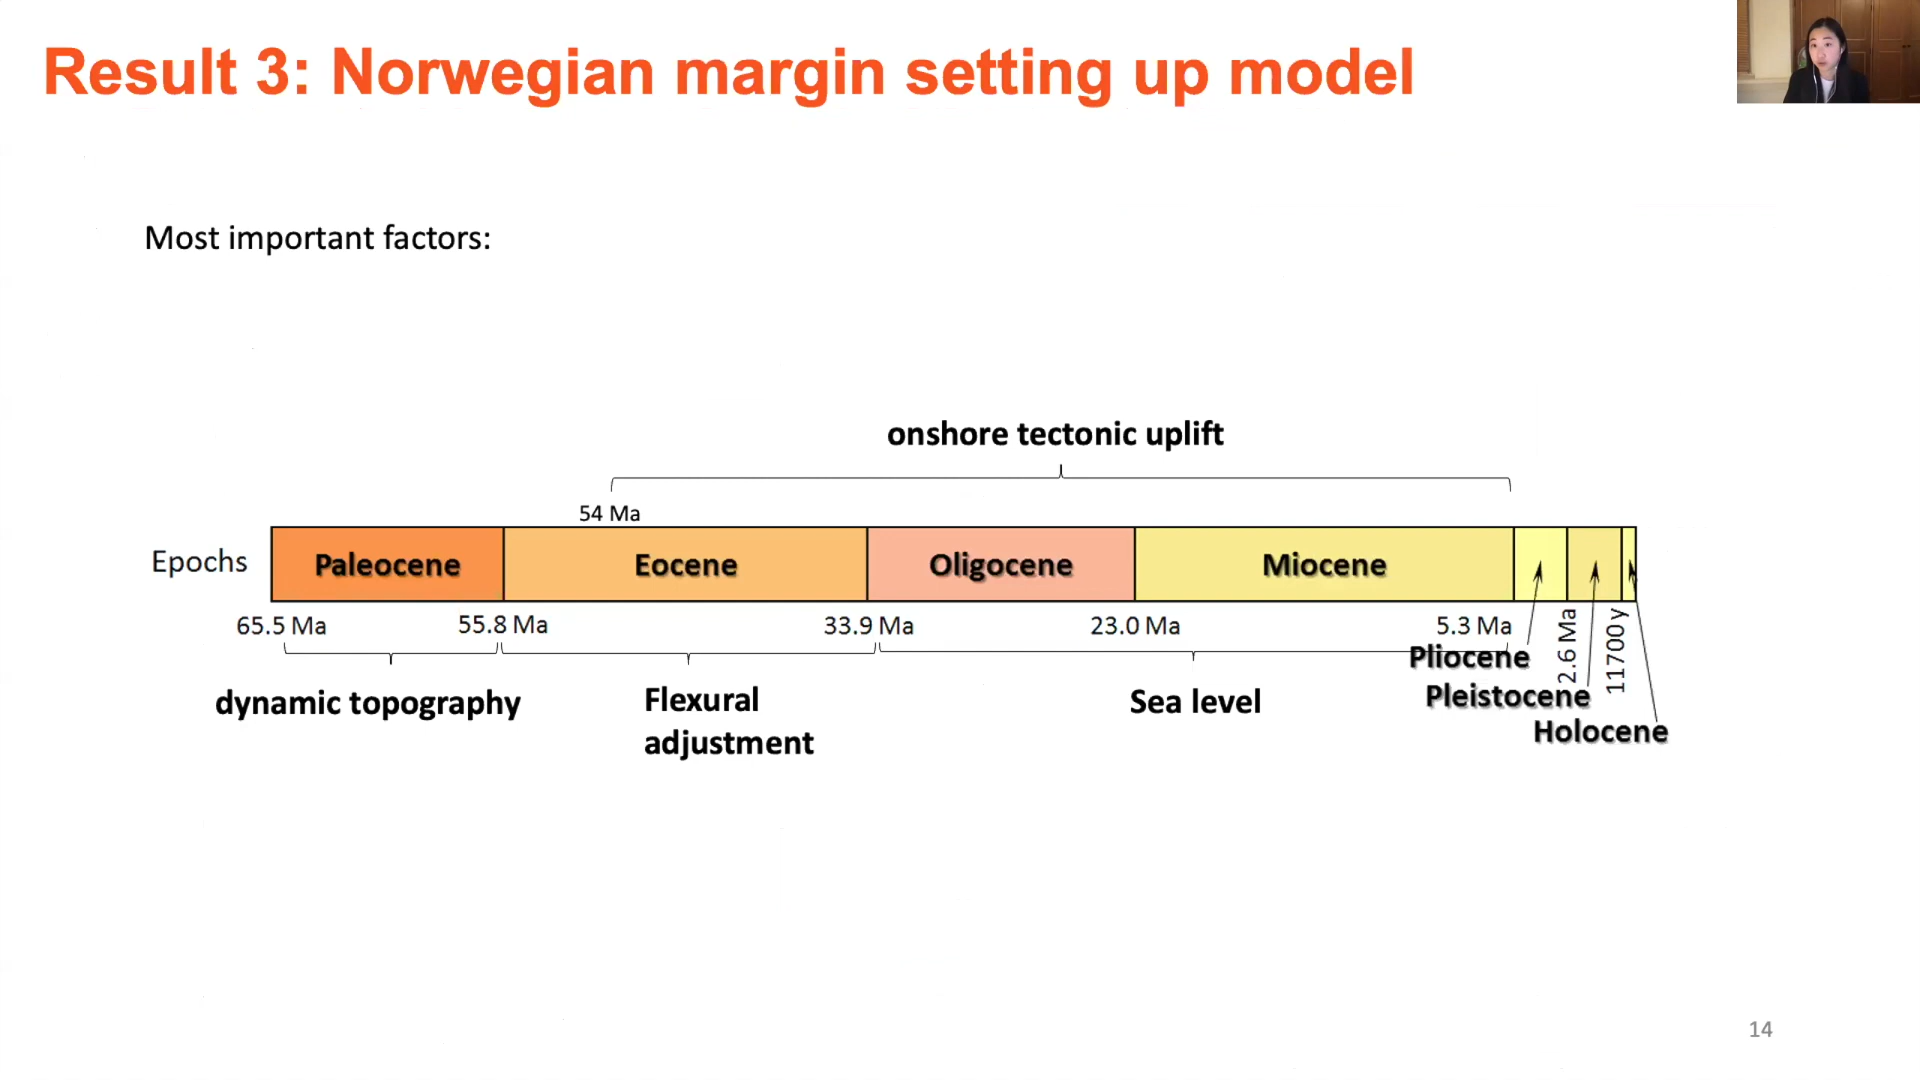 Result 3: Norwegian margin setting up model
Most important factors:
onshore tectonic uplift
54 Ma
Epochs
Paleocene
Eocene
Oligocene
Miocene
65.5 Ma
55.8 Ma
33.9 Ma
23.0 Ma
5.3 Ma
Pliocene
2.6 Ma
11700 y
Pleistocene
Holocene
dynamic topography
Flexural
adjustment
Sea level
14